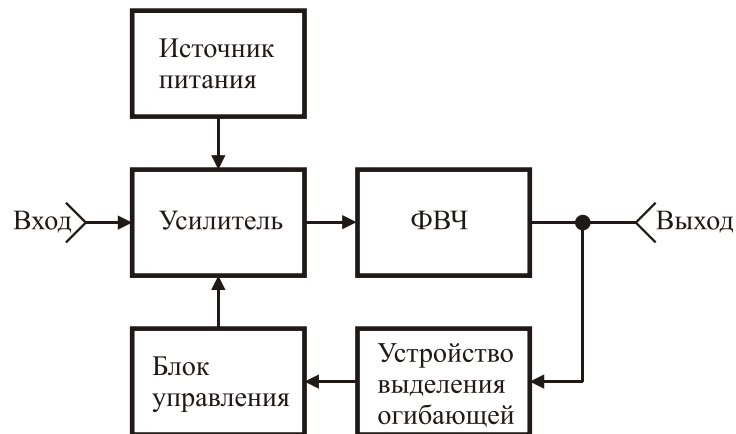 Источник
питания
Вход
Усилитель
ФВЧ
Выход
Блок
управления
Устройство
выделения
огибающей